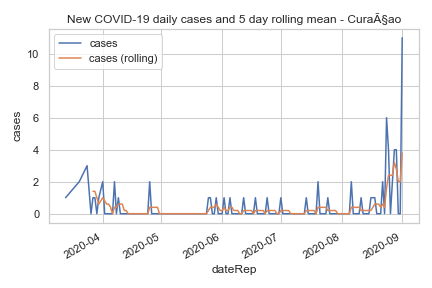 New COVID-19 daily cases and 5 day rolling mean - CuraÃ§ao
cases
cases (rolling)
10
8
6
4
2
0
cases
2020-04
2020-05
2020-06
2020-07
2020-08
2020-09
dateRep